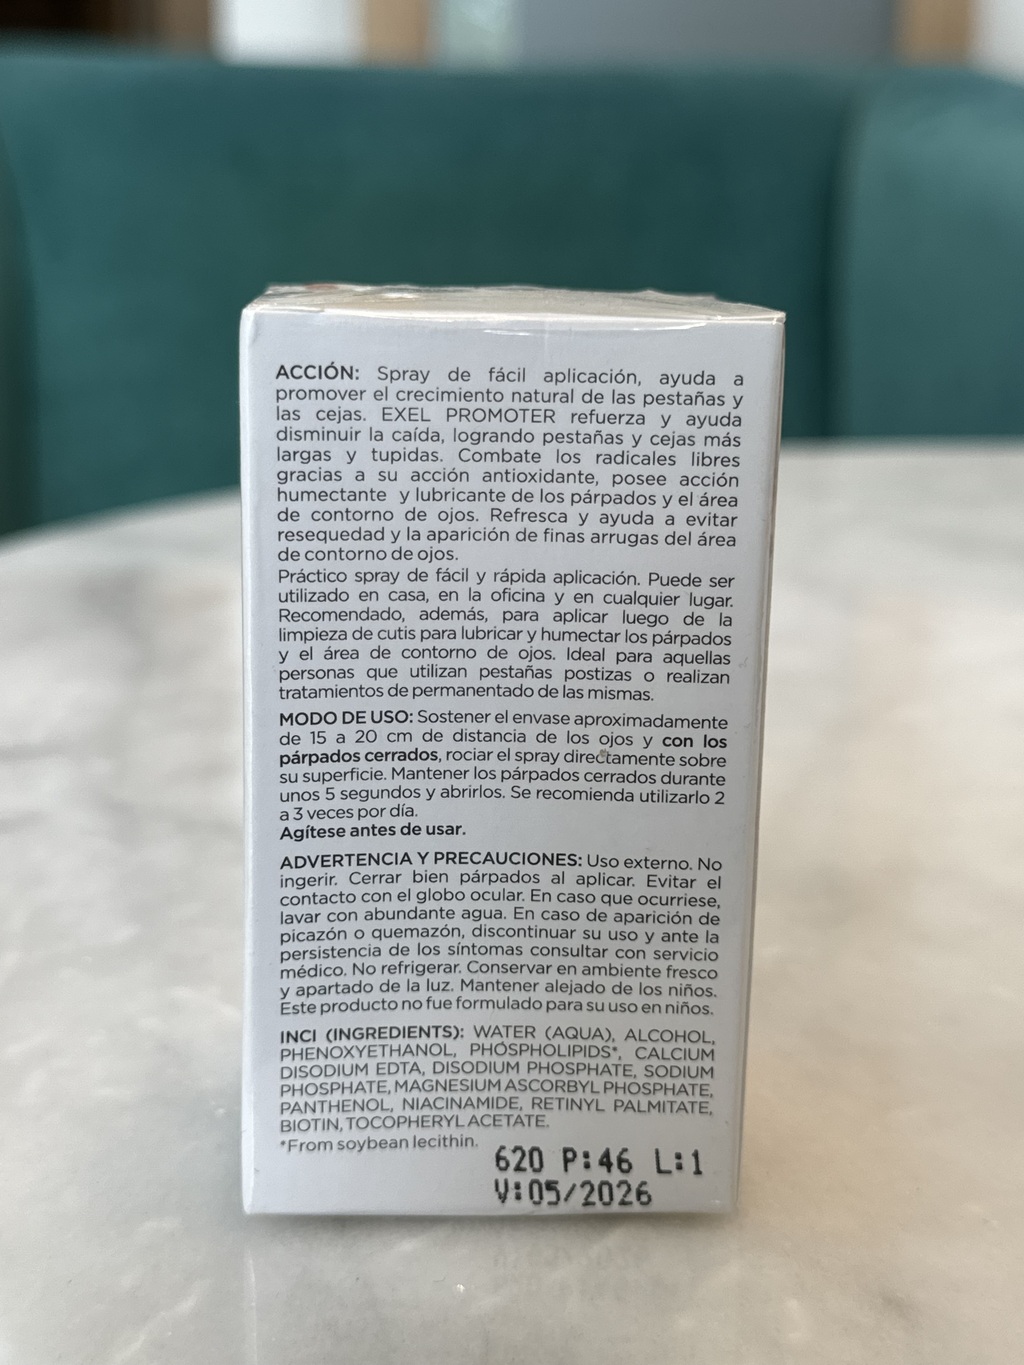 ACCIÓN: Spray de fácil aplicación, ayuda a
promover el crecimiento natural de las pestañas y
las cejas. EXEL PROMOTER refuerza y ayuda
disminuir la caída, logrando pestañas y cejas más
largas y tupidas. Combate los radicales libres
gracias a su acción antioxidante, posee acción
humectante y lubricante de los párpados y el área
de contorno de ojos. Refresca y ayuda a evitar
resequedad y la aparición de finas arrugas del área
de contorno de ojos.
Práctico spray de fácil y rápida aplicación. Puede ser
utilizado en casa, en la oficina y en cualquier lugar.
Recomendado, además, para aplicar luego de la
limpieza de cutis para lubricar y humectar los párpados
y el área de contorno de ojos. Ideal para aquellas
personas que utilizan pestañas postizas o realizan
tratamientos de permanentado de las mismas.
MODO DE USO: Sostener el envase aproximadamente
de 15 a 20 cm de distancia de los ojos y con los
párpados cerrados, rociar el spray directamente sobre
su superficie. Mantener los párpados cerrados durante
unos 5 segundos y abrirlos. Se recomienda utilizarlo 2
a 3 veces por día.
Agítese antes de usar.
ADVERTENCIA Y PRECAUCIONES: Uso externo. No
ingerir. Cerrar bien párpados al aplicar. Evitar el
contacto con el globo ocular. En caso que ocurriese,
lavar con abundante agua. En caso de aparición de
picazón o quemazón, discontinuar su uso y ante la
persistencia de los síntomas consultar con servicio
médico. No refrigerar. Conservar en ambiente fresco
y apartado de la luz. Mantener alejado de los niños.
Este producto no fue formulado para su uso en niños.
INCI (INGREDIENTS): WATER (AQUA), ALCOHOL,
PHENOXYETHANOL, PHOSPHOLIPIDS*, CALCIUM
DISODIUM EDTA, DISODIUM PHOSPHATE, SODIUM
PHOSPHATE, MAGNESIUM ASCORBYL PHOSPHATE,
PANTHENOL, NIACINAMIDE, RETINYL PALMITATE,
BIOTIN, TOCOPHERYL ACETATE.
*From soybean lecithin.
620 P:46 L:1
V:05/2026